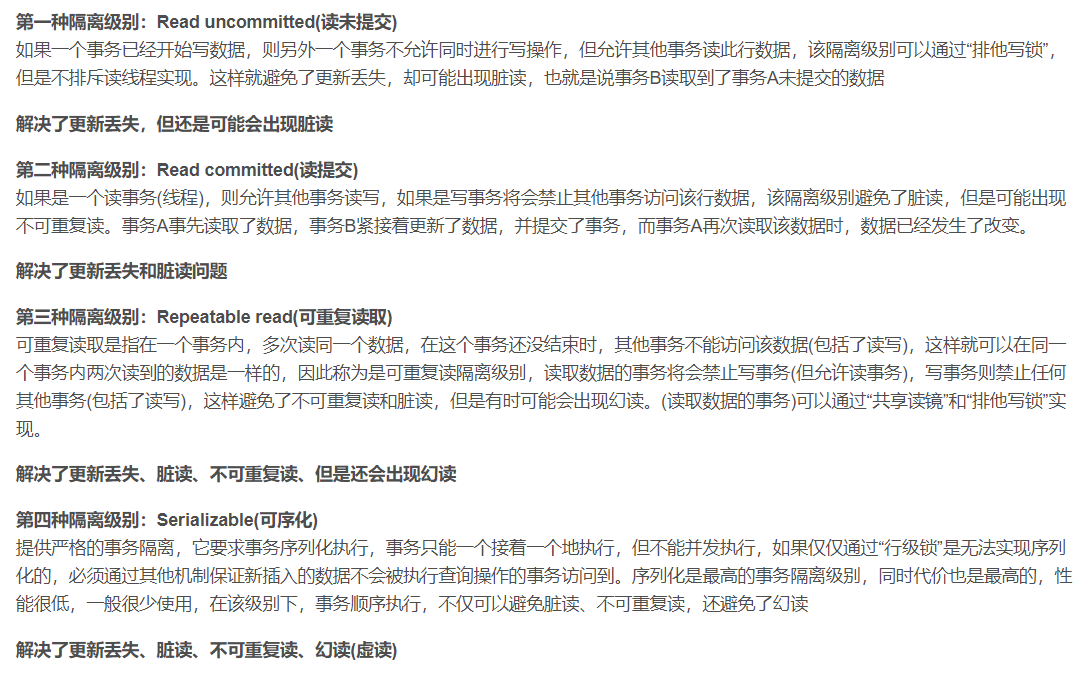 第一种隔离级别：Read uncommitted(读未提交)
如果一个事务已经开始写数据，则另外一个事务不允许同时进行写操作，但允许其他事务读此行数据，该隔离级别可以通过“排他写锁”，
但是不排斥读线程实现。这样就避免了更新丢失，却可能出现脏读，也就是说事务B读取到了事务A未提交的数据
解决了更新丢失，但还是可能会出现脏读
第二种隔离级别：Read committed(读提交)
如果是一个读事务(线程)，则允许其他事务读写，如果是写事务将会禁止其他事务访问该行数据，该隔离级别避免了脏读，但是可能出现
不可重复读。事务A事先读取了数据，事务B紧接着更新了数据，并提交了事务，而事务A再次读取该数据时，数据已经发生了改变。
解决了更新丢失和脏读问题
第三种隔离级别：Repeatable read(可重复读取)
可重复读取是指在一个事务内，多次读同一个数据，在这个事务还没结束时，其他事务不能访问该数据(包括了读写)，这样就可以在同一
个事务内两次读到的数据是一样的，因此称为是可重复读隔离级别，读取数据的事务将会禁止写事务(但允许读事务)，写事务则禁止任何
其他事务(包括了读写)，这样避免了不可重复读和脏读，但是有时可能会出现幻读。(读取数据的事务)可以通过“共享读镜”和“排他写锁”实
现。
解决了更新丢失、脏读、不可重复读、但是还会出现幻读
第四种隔离级别：Serializable(可序化)
提供严格的事务隔离，它要求事务序列化执行，事务只能一个接着一个地执行，但不能并发执行，如果仅仅通过“行级锁”是无法实现序列
化的，必须通过其他机制保证新插入的数据不会被执行查询操作的事务访问到。序列化是最高的事务隔离级别，同时代价也是最高的，性
能很低，一般很少使用，在该级别下，事务顺序执行，不仅可以避免脏读、不可重复读，还避免了幻读
解决了更新丢失、脏读、不可重复读、幻读(虚读)